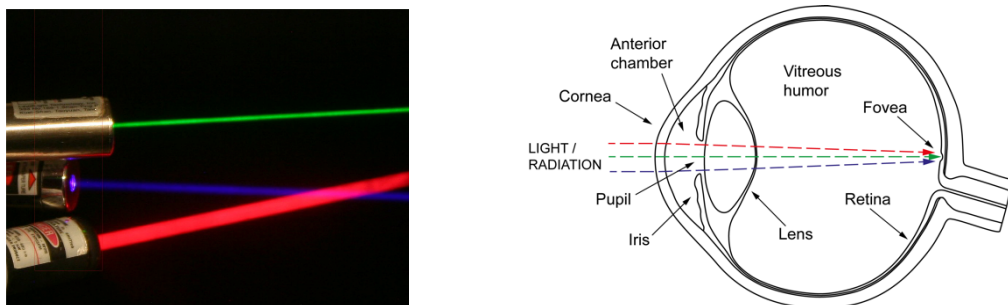 Anterior
chamber
Cornea
Vitreous
humor
Fovea
LIGHT /
RADIATION
Pupil
Iris
Lens
Retina